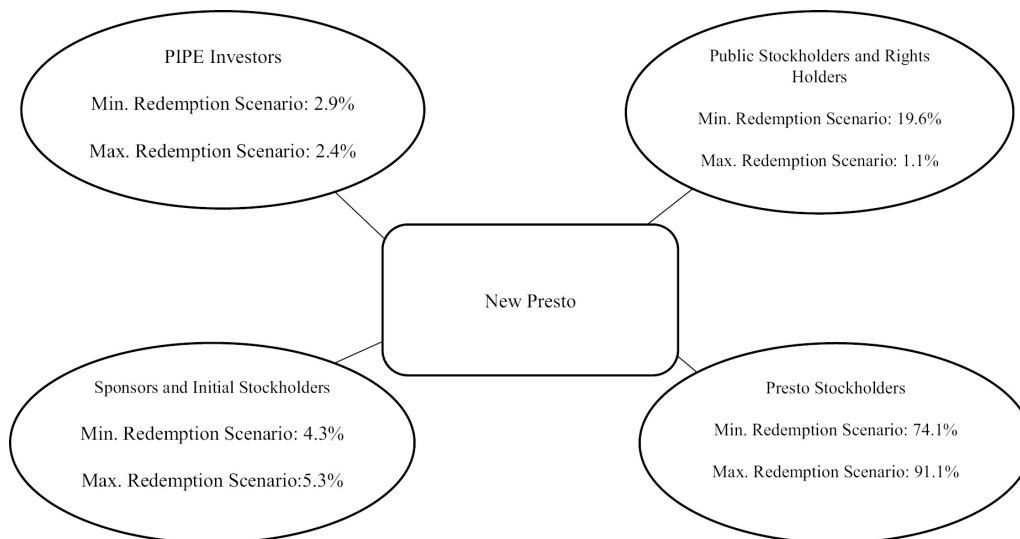 PIPE Investors
Min. Redemption Scenario: 2.9%
Max. Redemption Scenario: 2.4%
Public Stockholders and Rights
Holders
Min. Redemption Scenario: 19.6%
Max. Redemption Scenario: 1.1%
New Presto
Sponsors and Initial Stockholders
Min. Redemption Scenario: 4.3%
Max. Redemption Scenario:5.3%
Presto Stockholders
Min. Redemption Scenario: 74.1%
Max. Redemption Scenario: 91.1%